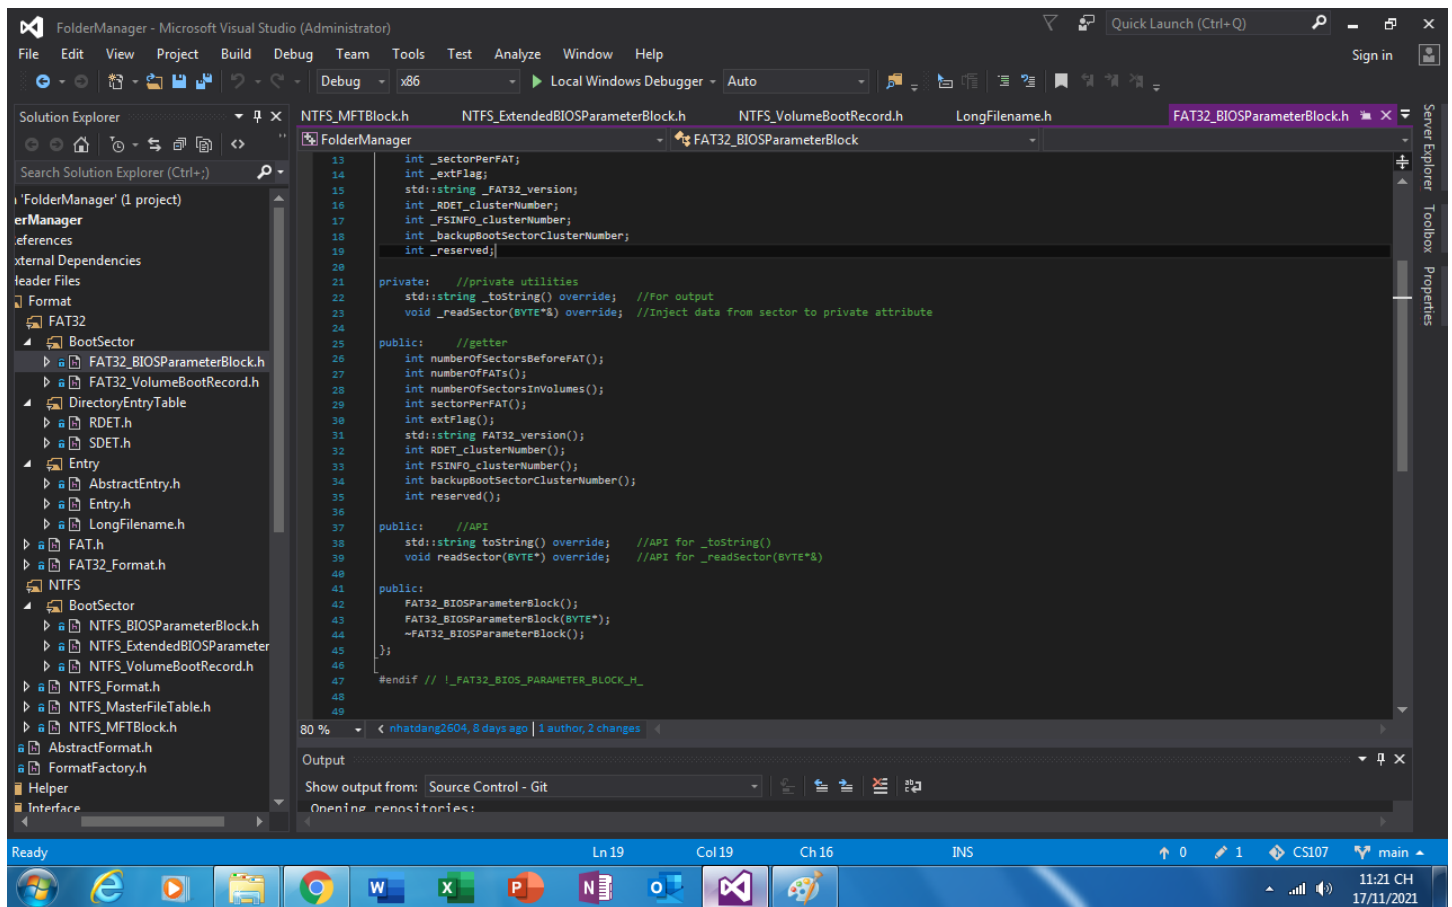 FolderManager - Microsoft Visual Studio (Administrator)
Quick Launch (Ctrl+Q)
File Edit View Project Build Debug Team Tools Test Analyze Window Help
Sign in
Debug x86 Local Windows Debugger Auto
Solution Explorer
Search Solution Explorer (Ctrl+;)
'FolderManager' (1 project)
erManager
eferences
xternal Dependencies
Header Files
Format
FAT32
BootSector
FAT32_BIOSParameterBlock.h
FAT32_VolumeBootRecord.h
DirectoryEntryTable
RDET.h
SDET.h
Entry
AbstractEntry.h
Entry.h
LongFilename.h
FAT.h
FAT32_Format.h
NTFS
BootSector
NTFS_BIOSParameterBlock.h
NTFS_ExtendedBIOSParameter
NTFS_VolumeBootRecord.h
NTFS_Format.h
NTFS_MasterFileTable.h
NTFS_MFTBlock.h
AbstractFormat.h
FormatFactory.h
Helper
Interface
NTFS_MFTBlock.h NTFS_ExtendedBIOSParameterBlock.h NTFS_VolumeBootRecord.h LongFilename.h FAT32_BIOSParameterBlock.h
FolderManager FAT32_BIOSParameterBlock
13 int _sectorPerFAT;
14 int _extFlag;
15 std::string _FAT32_version;
16 int _RDET_clusterNumber;
17 int _FSINFO_clusterNumber;
18 int _backupBootSectorClusterNumber;
19 int _reserved;
20
21 private: //private utilities
22 std::string _toString() override; //For output
23 void _readSector(BYTE*&) override; //Inject data from sector to private attribute
24
25 public: //getter
26 int numberOfSectorsBeforeFAT();
27 int numberOfFATs();
28 int numberOfSectorsInVolumes();
29 int sectorPerFAT();
30 int extFlag();
31 std::string FAT32_version();
32 int RDET_clusterNumber();
33 int FSINFO_clusterNumber();
34 int backupBootSectorClusterNumber();
35 int reserved();
36
37 public: //API
38 std::string toString() override; //API for _toString()
39 void readSector(BYTE*) override; //API for _readSector(BYTE*&)
40
41 public:
42 FAT32_BIOSParameterBlock();
43 FAT32_BIOSParameterBlock(BYTE*);
44 ~FAT32_BIOSParameterBlock();
45 };
46
47 #endif // !_FAT32_BIOS_PARAMETER_BLOCK_H_
48
49
80 % nhatdang2604, 8 days ago | 1 author, 2 changes
Output
Show output from: Source Control - Git
Opening repositories:
Server Explorer
Toolbox
Properties
Ready Ln 19 Col 19 Ch 16 INS 0 1 CS107 main
11:21 CH
17/11/2021